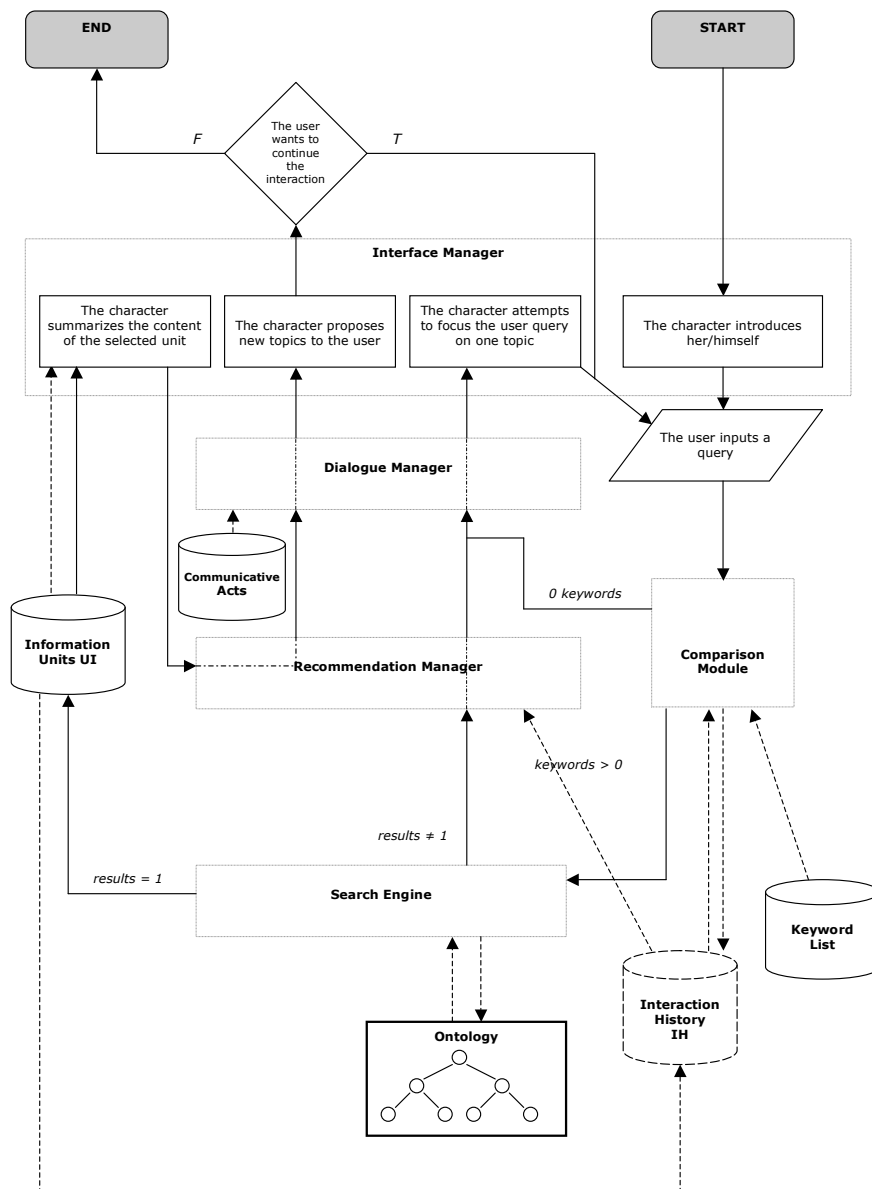 END
START
The user
wants to
continue
the
interaction
F
T
Interface Manager
The character
summarizes the content
of the selected unit
The character proposes
new topics to the user
The character attempts
to focus the user query
on one topic
The character introduces
her/himself
The user inputs a
query
Dialogue Manager
Communicative
Acts
0 keywords
Information
Units UI
Recommendation Manager
Comparison
Module
keywords > 0
results ≠ 1
results = 1
Search Engine
Keyword
List
Interaction
History
IH
Ontology